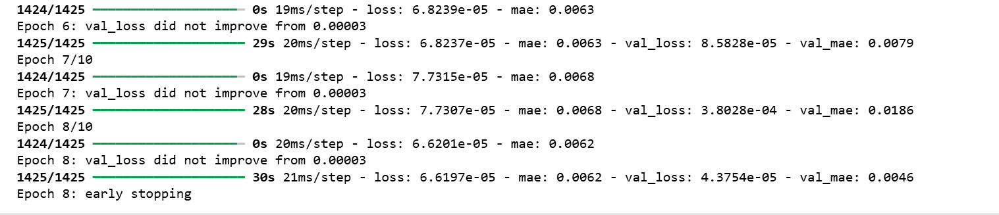 1424/1425 ━━━━━━━━━━━━━━━━━━━━ 0s 19ms/step - loss: 6.8239e-05 - mae: 0.0063
Epoch 6: val_loss did not improve from 0.00003
1425/1425 ━━━━━━━━━━━━━━━━━━━━ 29s 20ms/step - loss: 6.8237e-05 - mae: 0.0063 - val_loss: 8.5828e-05 - val_mae: 0.0079
Epoch 7/10
1424/1425 ━━━━━━━━━━━━━━━━━━━━ 0s 19ms/step - loss: 7.7315e-05 - mae: 0.0068
Epoch 7: val_loss did not improve from 0.00003
1425/1425 ━━━━━━━━━━━━━━━━━━━━ 28s 20ms/step - loss: 7.7307e-05 - mae: 0.0068 - val_loss: 3.8028e-04 - val_mae: 0.0186
Epoch 8/10
1424/1425 ━━━━━━━━━━━━━━━━━━━━ 0s 20ms/step - loss: 6.6201e-05 - mae: 0.0062
Epoch 8: val_loss did not improve from 0.00003
1425/1425 ━━━━━━━━━━━━━━━━━━━━ 30s 21ms/step - loss: 6.6197e-05 - mae: 0.0062 - val_loss: 4.3754e-05 - val_mae: 0.0046
Epoch 8: early stopping